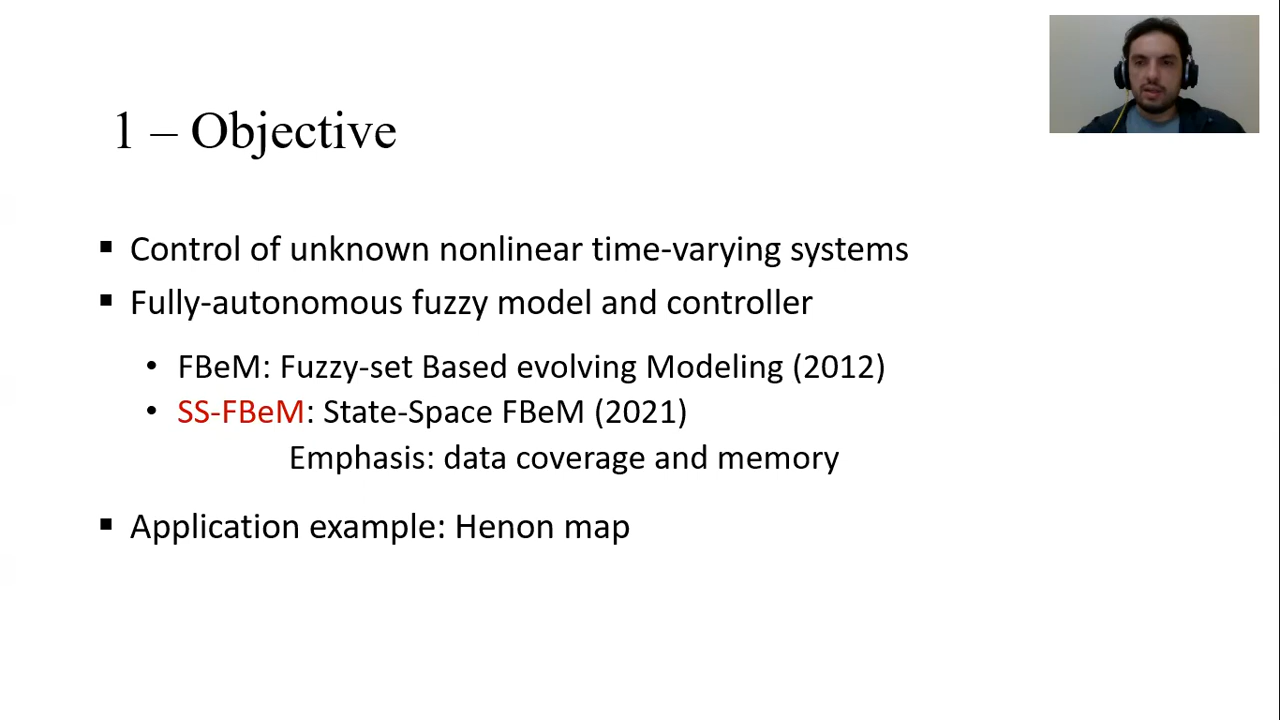 1 – Objective
▪ Control of unknown nonlinear time-varying systems
▪ Fully-autonomous fuzzy model and controller
• FBeM: Fuzzy-set Based evolving Modeling (2012)
• SS-FBeM: State-Space FBeM (2021)
Emphasis: data coverage and memory
▪ Application example: Henon map